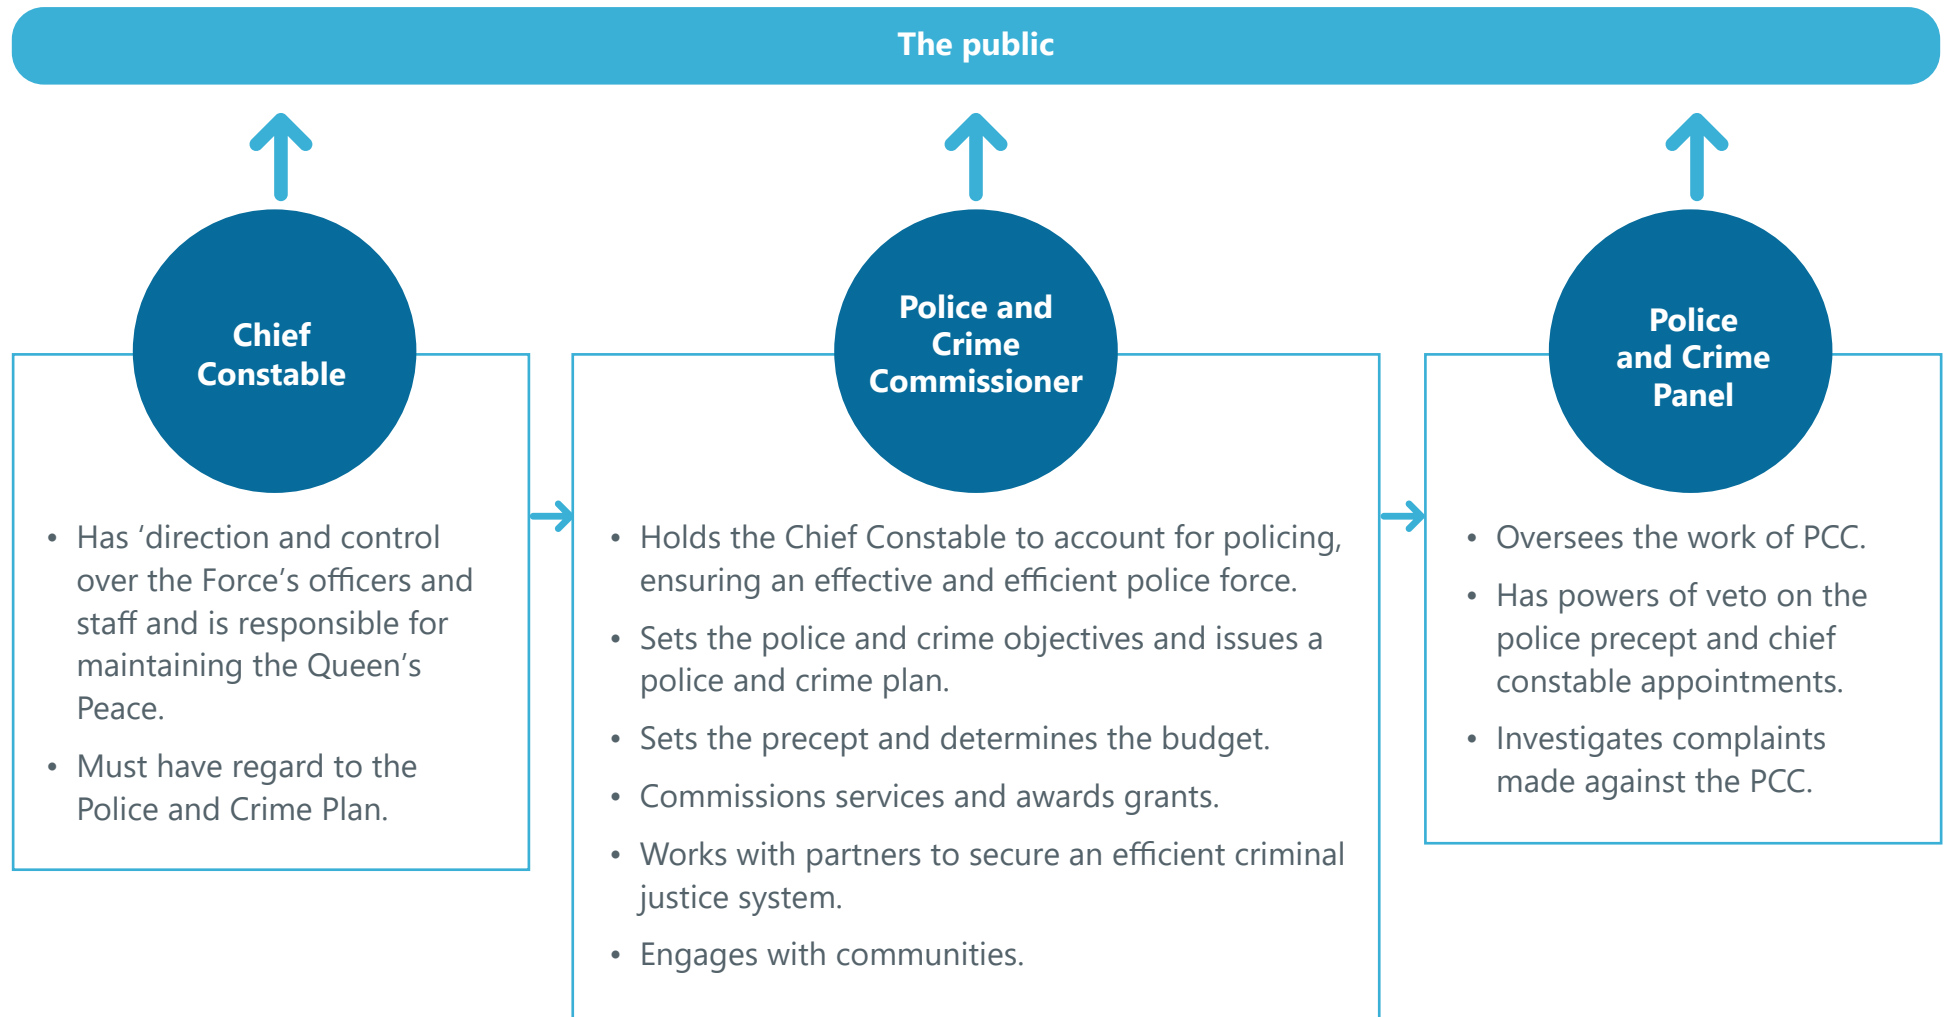 The public
Chief
Constable
• Has ‘direction and control
over the Force’s officers and
staff and is responsible for
maintaining the Queen’s
Peace.
• Must have regard to the
Police and Crime Plan.
Police and
Crime
Commissioner
• Holds the Chief Constable to account for policing,
ensuring an effective and efficient police force.
• Sets the police and crime objectives and issues a
police and crime plan.
• Sets the precept and determines the budget.
• Commissions services and awards grants.
• Works with partners to secure an efficient criminal
justice system.
• Engages with communities.
Police
and Crime
Panel
• Oversees the work of PCC.
• Has powers of veto on the
police precept and chief
constable appointments.
• Investigates complaints
made against the PCC.